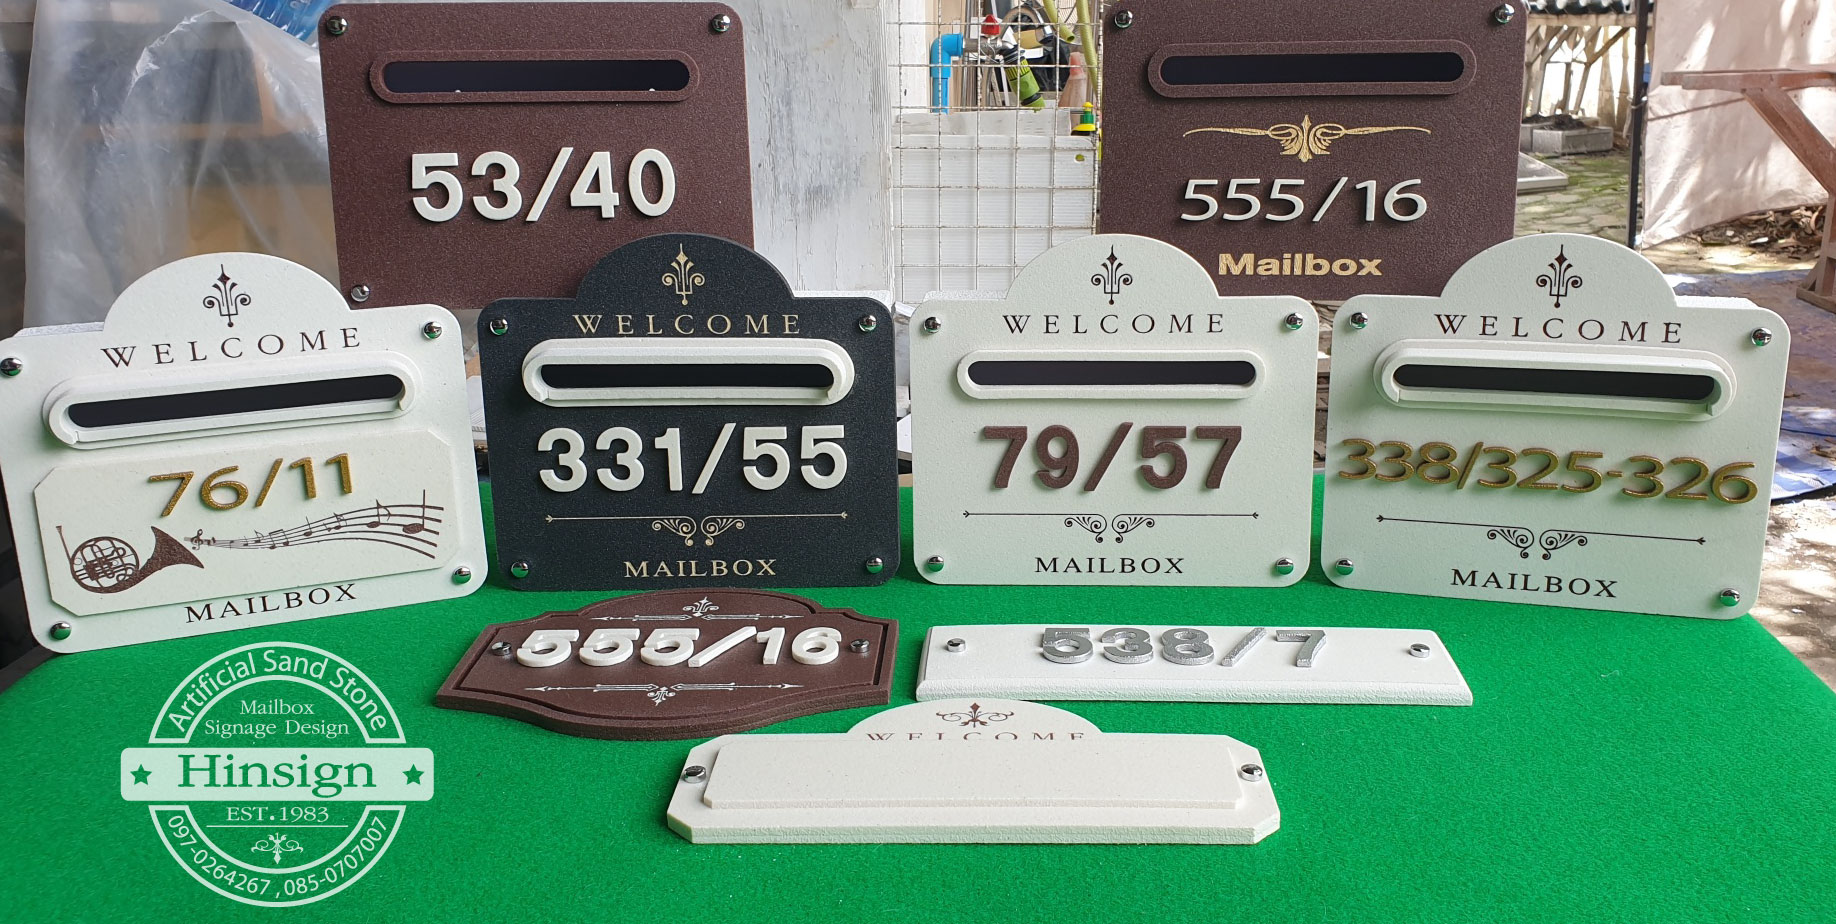 53/40
555/16
Mailbox
WELCOME
76/11
MAILBOX
WELCOME
331/55
MAILBOX
WELCOME
79/57
MAILBOX
WELCOME
338/325-326
MAILBOX
555/16
538/7
WELCOME
Artificial Sand Stone
Mailbox
Signage Design
Hinsign
EST.1983
097-0264267 , 085-0707007